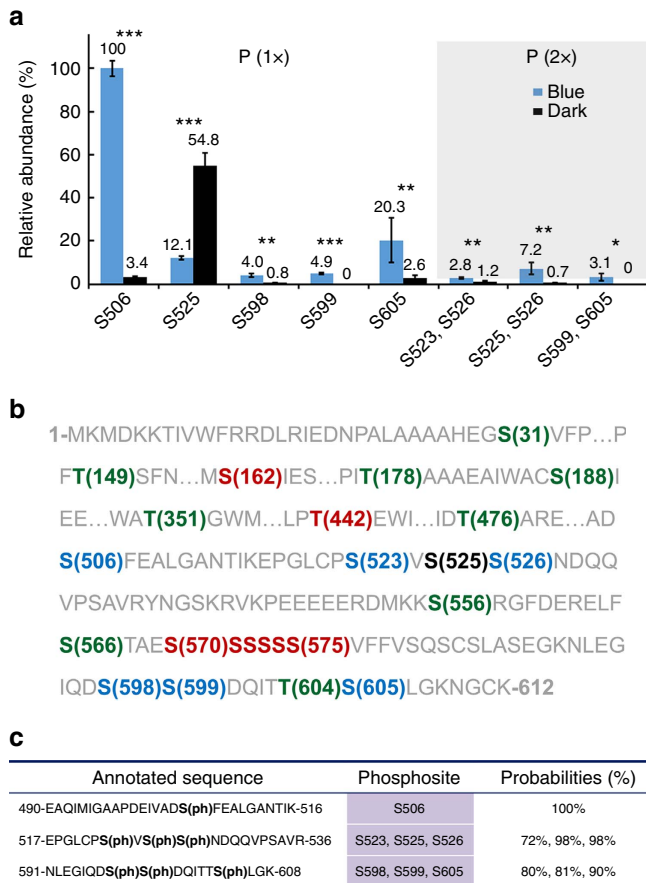 a
Relative abundance (%)
100
80
60
40
20
0
P (1×)
P (2×)
Blue
Dark
***
100
3.4
***
12.1
54.8
**
4.0
0.8
***
4.9
0
**
20.3
2.6
**
2.8
1.2
**
7.2
0.7
*
3.1
0
S506
S525
S598
S599
S605
S523, S526
S525, S526
S599, S605
b
1-MKMDKKTIVWFRRDLRIEDNPALAAAAHEGS(31)VFP...P
FT(149)SFN...MS(162)IES...PIT(178)AAAEAIWACS(188)I
EE...WAT(351)GWM...LPT(442)EWI...IDT(476)ARE...AD
S(506)FEALGANTIKEPGLCPS(523)VS(525)S(526)NDQQ
VPSAVRYNGSKRVKPEEEEERDMKKS(556)RGFDERELF
S(566)TAES(570)SSSSS(575)VFFVSQSCSLASEGKNLEG
IQDS(598)S(599)DQITT(604)S(605)LGKNGCK-612
c
Annotated sequence Phosphosite Probabilities (%)
490-EAQIMIGAAPDEIVADS(ph)FEALGANTIK-516 S506 100%
517-EPGLCPS(ph)VS(ph)S(ph)NDQQVPSAVR-536 S523, S525, S526 72%, 98%, 98%
591-NLEGIQDS(ph)S(ph)DQITTS(ph)LGK-608 S598, S599, S605 80%, 81%, 90%